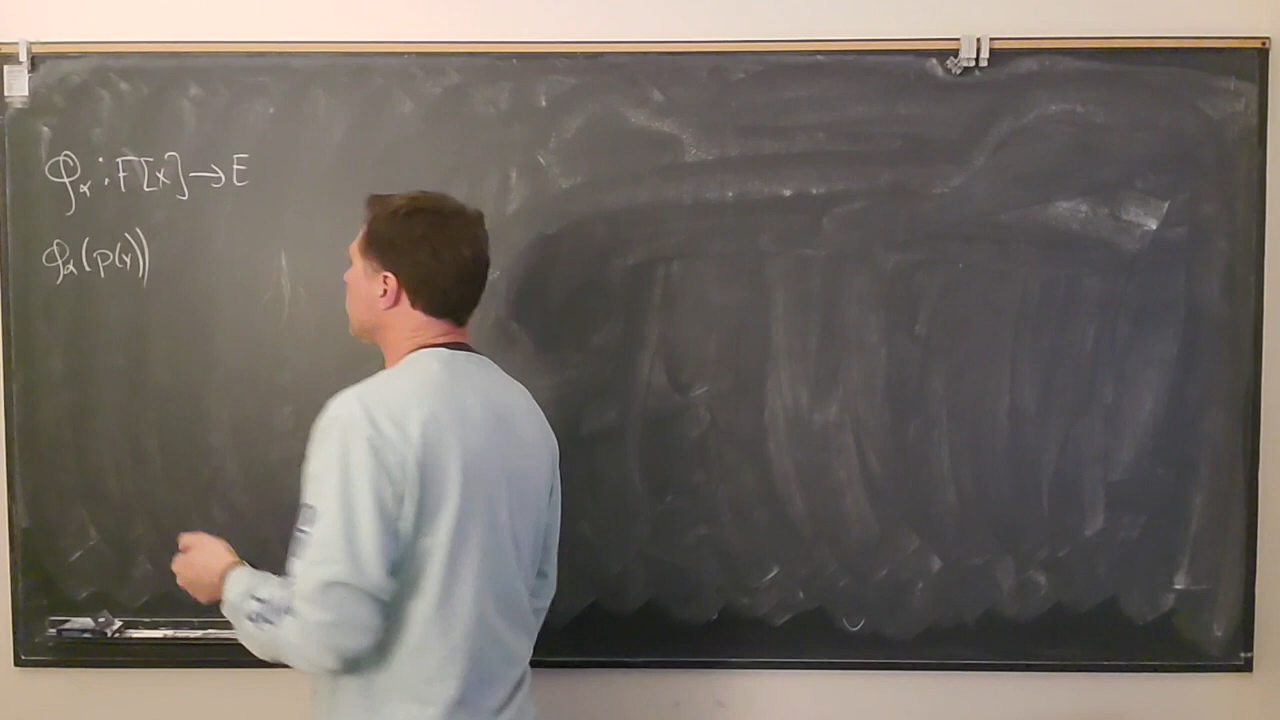 φ_α : F[x] → E
φ_α(p(x))